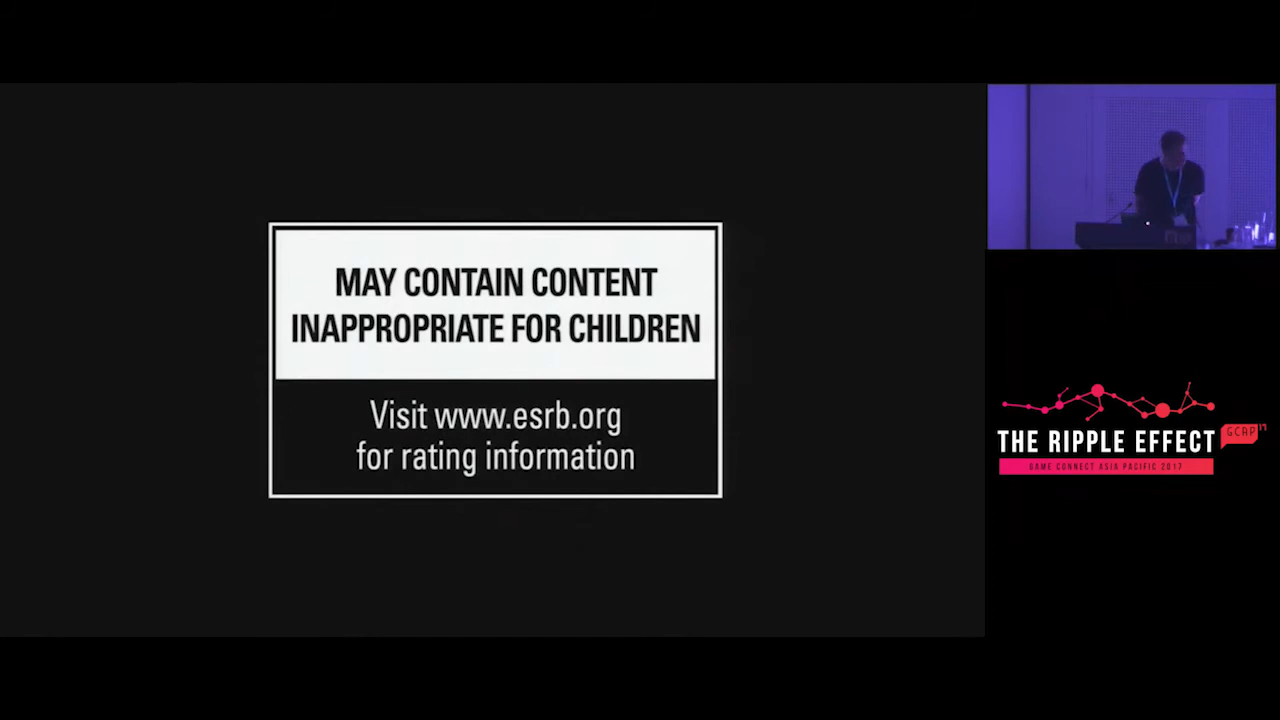 MAY CONTAIN CONTENT
INAPPROPRIATE FOR CHILDREN
Visit www.esrb.org
for rating information
THE RIPPLE EFFECT
GCAP17
GAME CONNECT ASIA PACIFIC 2017